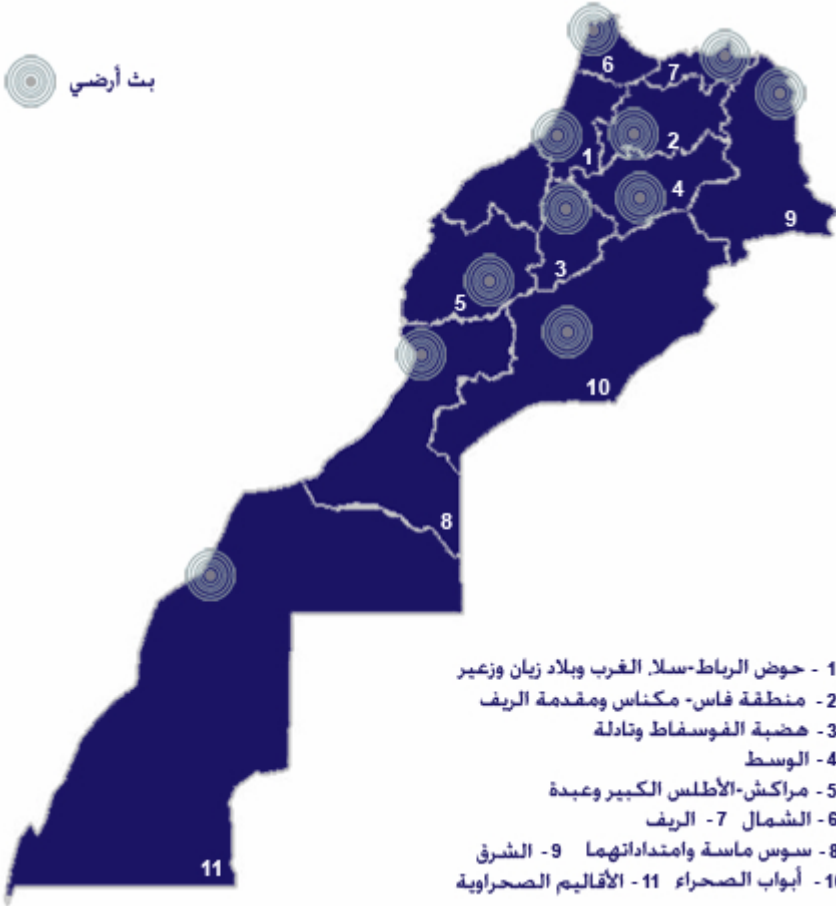 بث أرضي
6
7
1
2
4
9
3
5
10
8
11
1 - حوض الرباط-سلا. الغرب وبلاد زيان وزعير
2 - منطقة فاس- مكناس ومقدمة الريف
3 - هضبة الفوسفاط وتادلة
4 - الوسط
5 - مراكش-الأطلس الكبير وعبدة
6 - الشمال 7 - الريف
8 - سوس ماسة وامتداداتهما 9 - الشرق
10 - أبواب الصحراء 11 - الأقاليم الصحراوية